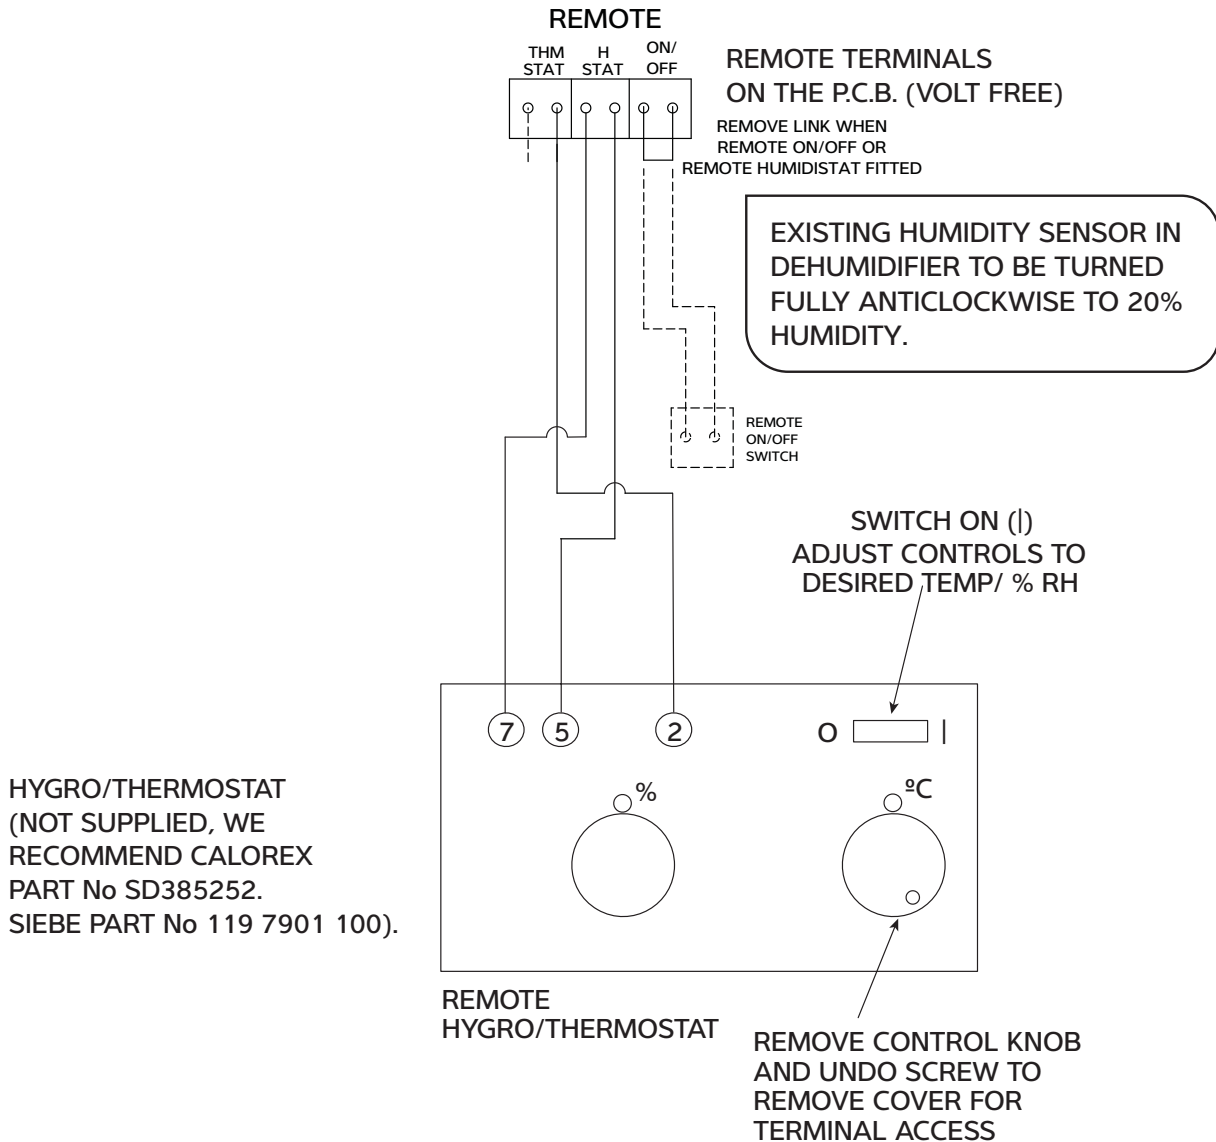 REMOTE
THM
STAT
H
STAT
ON/
OFF
REMOTE TERMINALS
ON THE P.C.B. (VOLT FREE)
REMOVE LINK WHEN
REMOTE ON/OFF OR
REMOTE HUMIDISTAT FITTED
EXISTING HUMIDITY SENSOR IN
DEHUMIDIFIER TO BE TURNED
FULLY ANTICLOCKWISE TO 20%
HUMIDITY.
REMOTE
ON/OFF
SWITCH
SWITCH ON (|)
ADJUST CONTROLS TO
DESIRED TEMP/ % RH
7 5 2 O |
% ºC
HYGRO/THERMOSTAT
(NOT SUPPLIED, WE
RECOMMEND CALOREX
PART No SD385252.
SIEBE PART No 119 7901 100).
REMOTE
HYGRO/THERMOSTAT
REMOVE CONTROL KNOB
AND UNDO SCREW TO
REMOVE COVER FOR
TERMINAL ACCESS